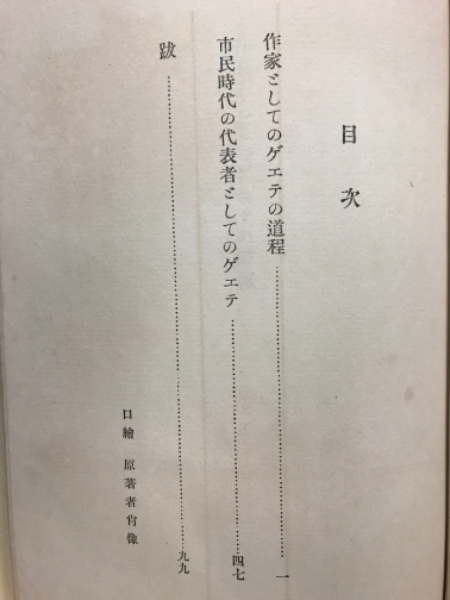 目次
作家としてのゲエテの道程……一
市民時代の代表者としてのゲエテ……四七
跋……九九
口繪 原著者肖像